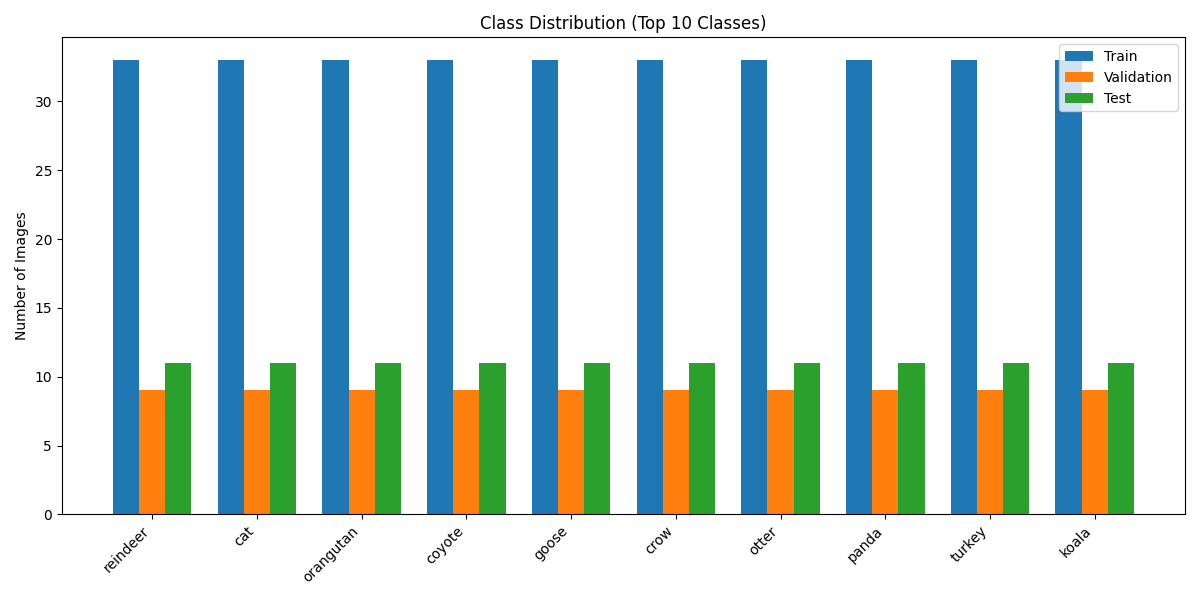 Class Distribution (Top 10 Classes)
Train
Validation
Test
Number of Images
30
25
20
15
10
5
0
reindeer
cat
orangutan
coyote
goose
crow
otter
panda
turkey
koala